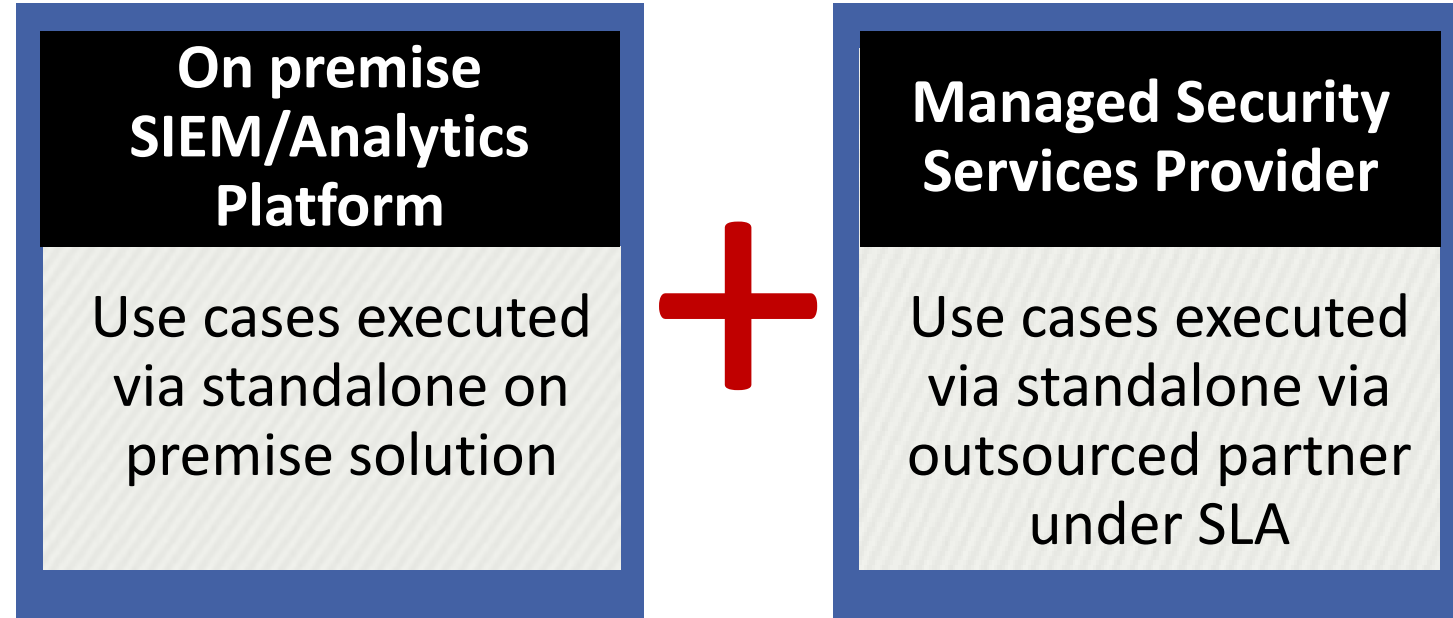 On premise
SIEM/Analytics
Platform
Use cases executed
via standalone on
premise solution
Managed Security
Services Provider
Use cases executed
via standalone via
outsourced partner
under SLA